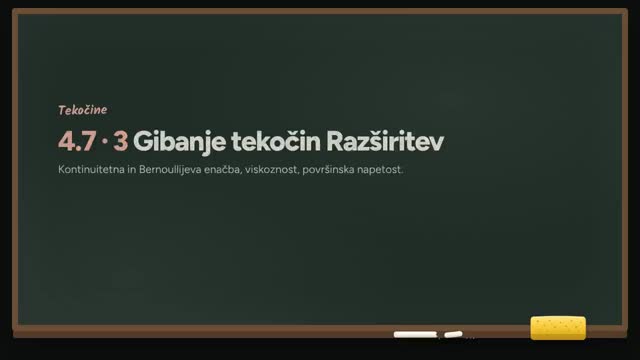 Tekočine
4.7 · 3 Gibanje tekočin Razširitev
Kontinuitetna in Bernoullijeva enačba, viskoznost, površinska napetost.